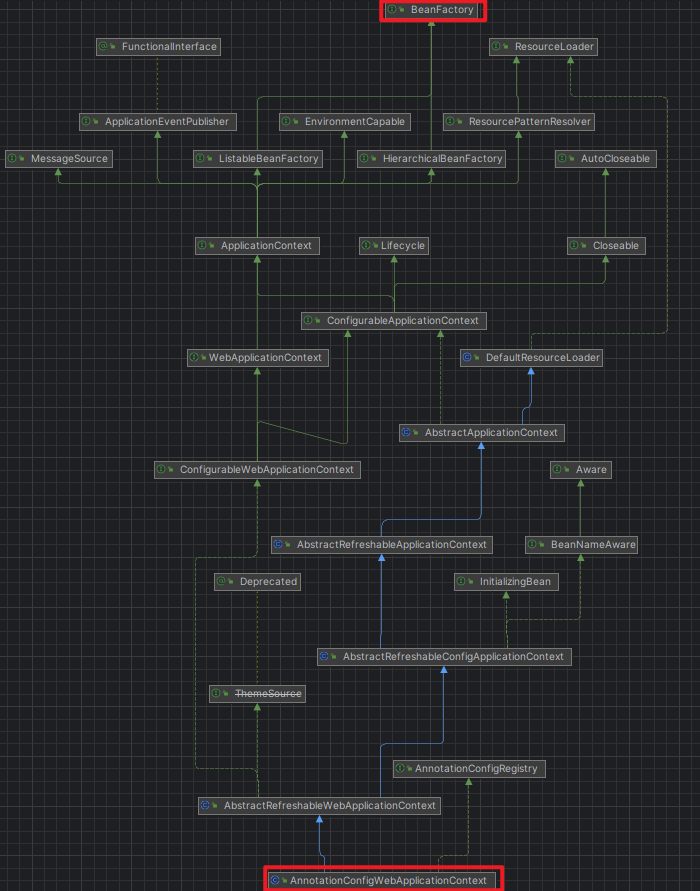 BeanFactory
FunctionalInterface
ResourceLoader
ApplicationEventPublisher
EnvironmentCapable
ResourcePatternResolver
MessageSource
ListableBeanFactory
HierarchicalBeanFactory
AutoCloseable
ApplicationContext
Lifecycle
Closeable
ConfigurableApplicationContext
WebApplicationContext
DefaultResourceLoader
AbstractApplicationContext
ConfigurableWebApplicationContext
Aware
AbstractRefreshableApplicationContext
BeanNameAware
Deprecated
InitializingBean
AbstractRefreshableConfigApplicationContext
ThemeSource
AnnotationConfigRegistry
AbstractRefreshableWebApplicationContext
AnnotationConfigWebApplicationContext